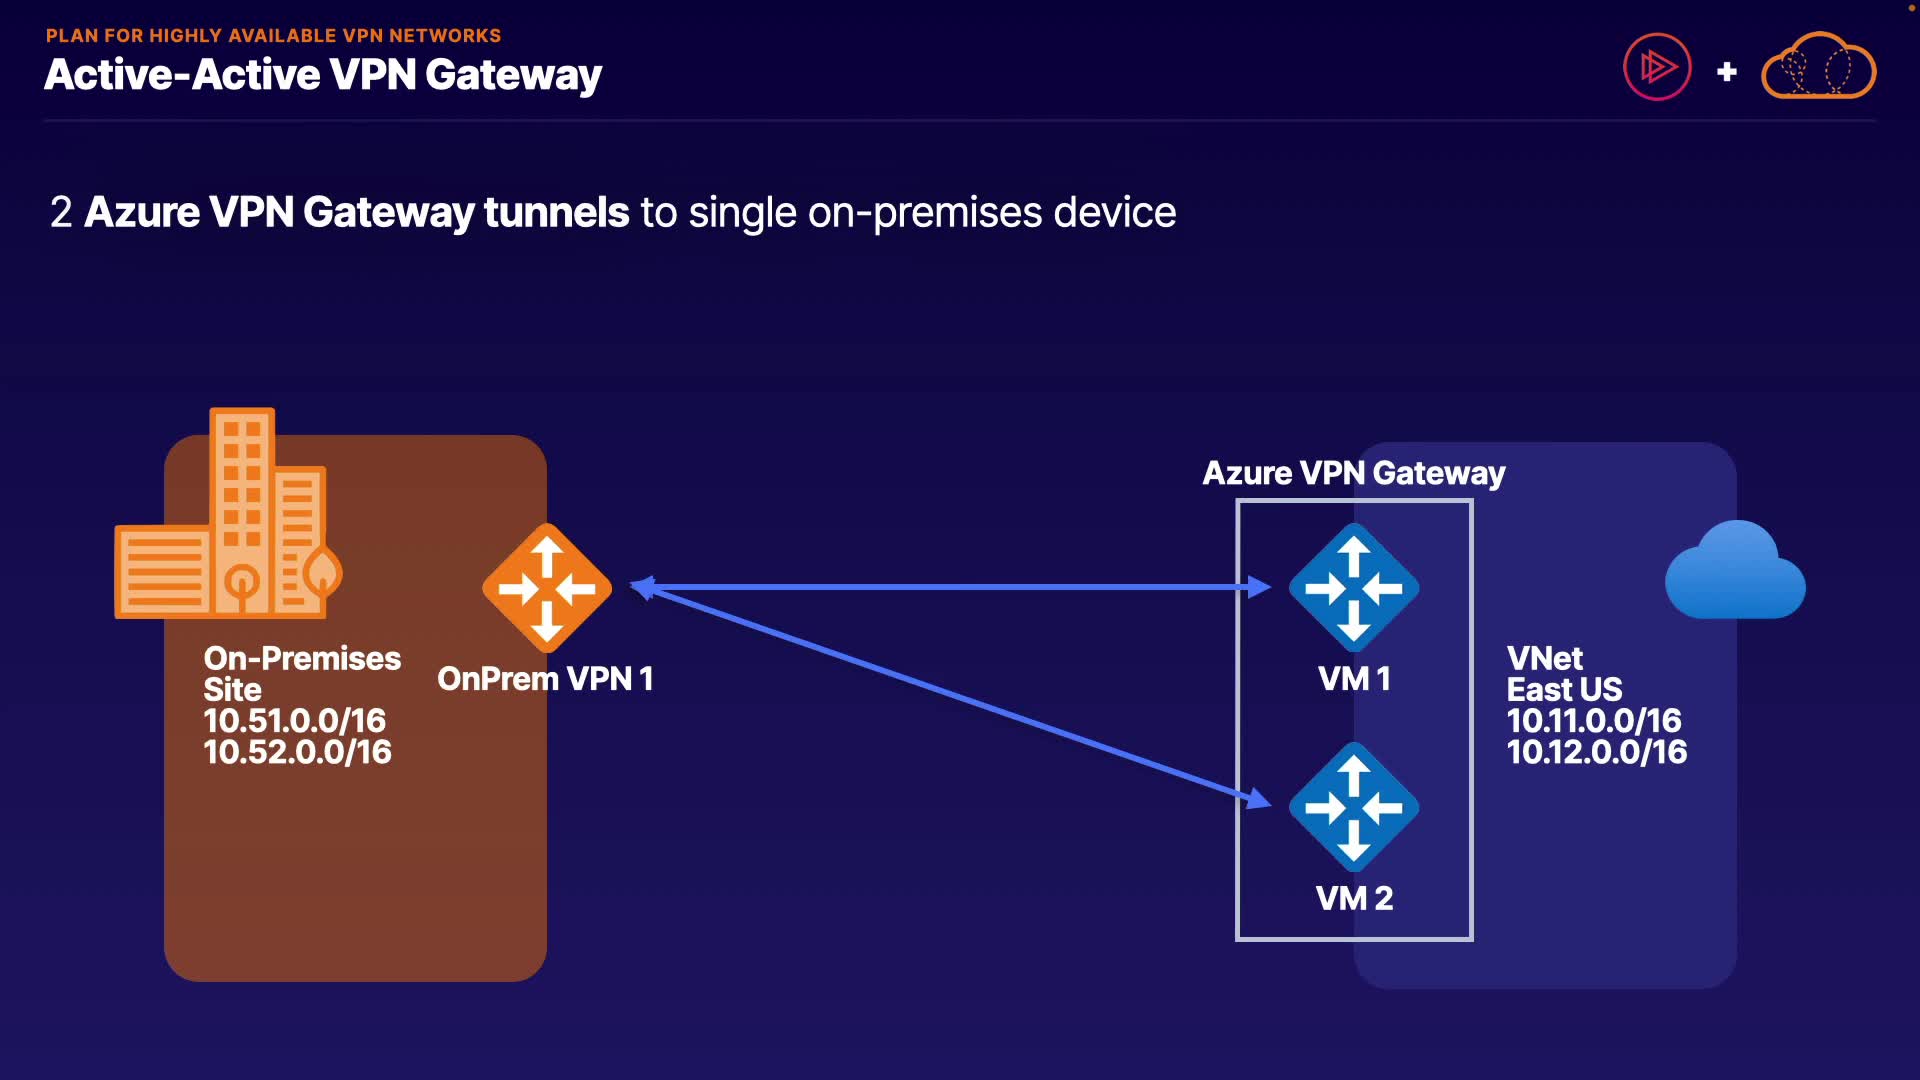 PLAN FOR HIGHLY AVAILABLE VPN NETWORKS
Active-Active VPN Gateway
2 Azure VPN Gateway tunnels to single on-premises device
On-Premises
Site
10.51.0.0/16
10.52.0.0/16
OnPrem VPN 1
Azure VPN Gateway
VM 1
VM 2
VNet
East US
10.11.0.0/16
10.12.0.0/16